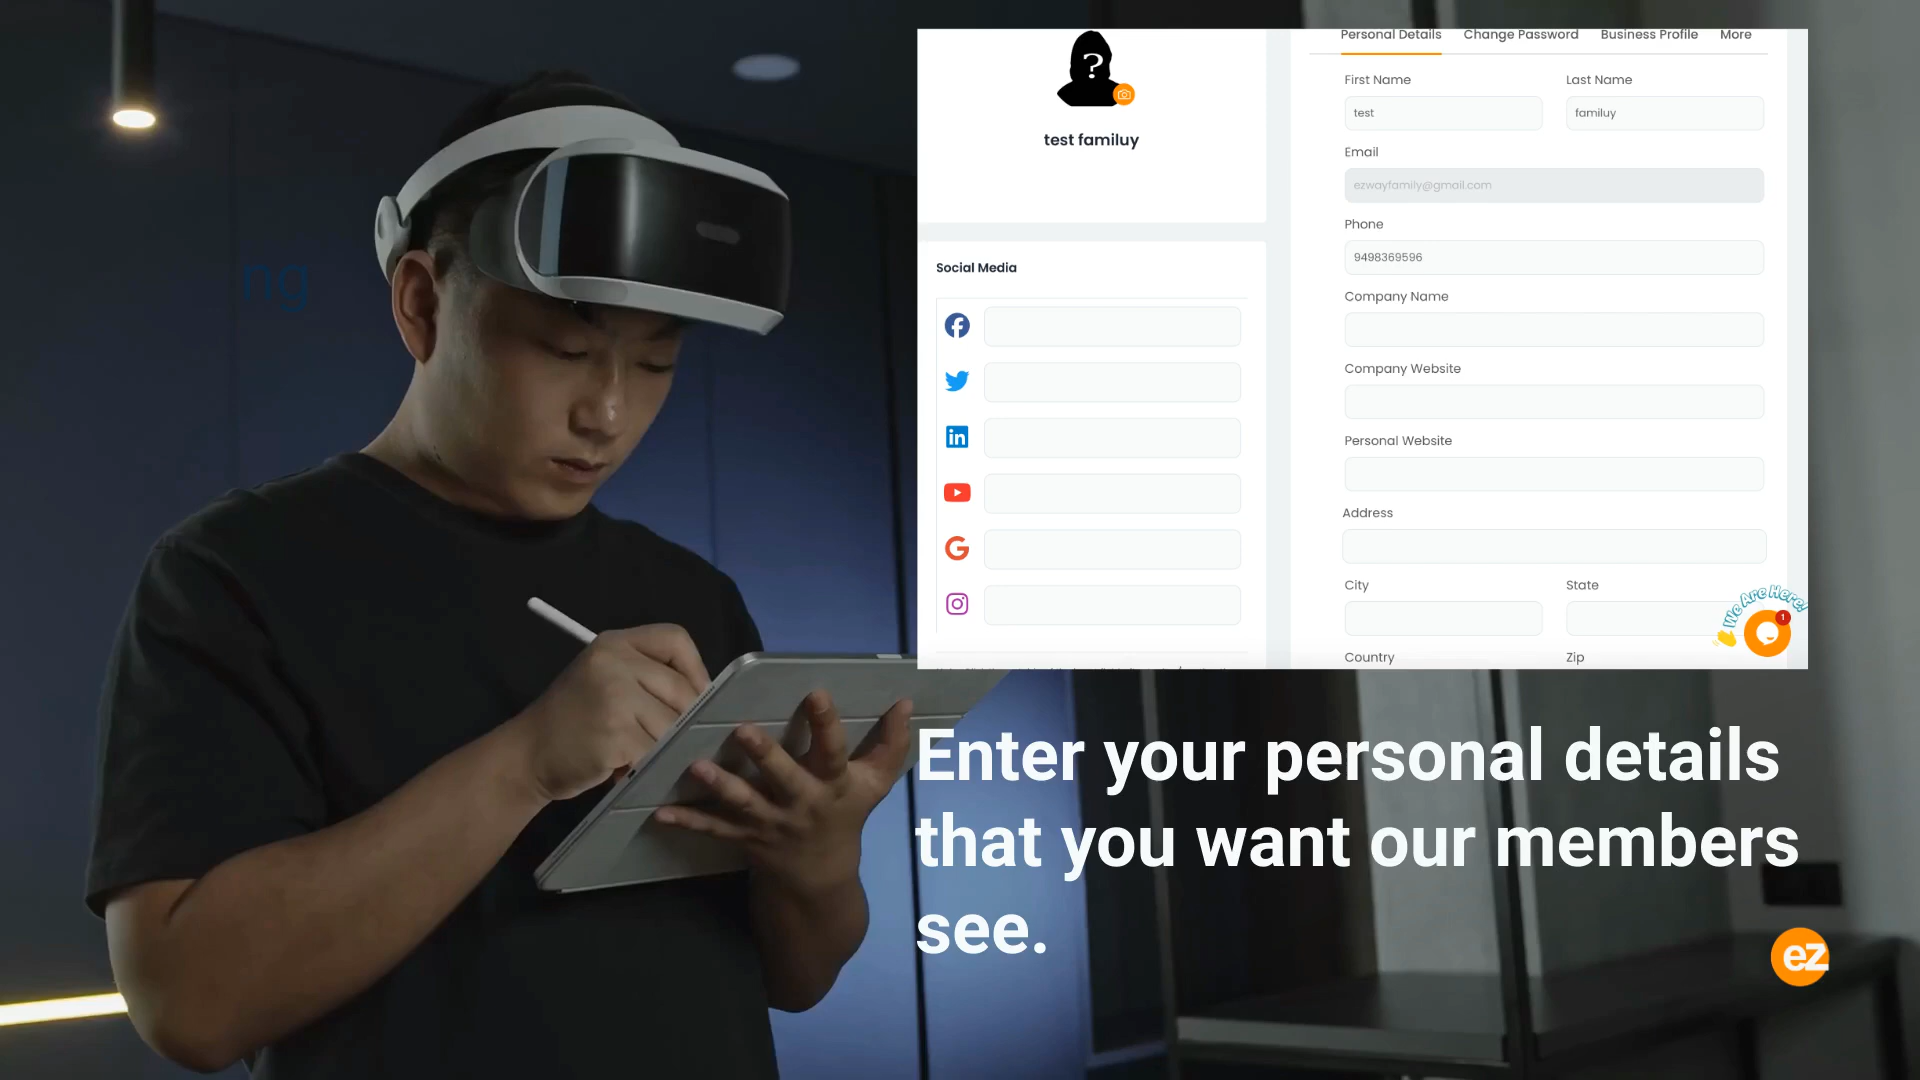 ng
?
test familuy
Social Media
Personal Details Change Password Business Profile More
First Name Last Name
test familuy
Email
ezwayfamily@gmail.com
Phone
9498369596
Company Name
Company Website
Personal Website
Address
City State
Country Zip
We Are Here!
1
Enter your personal details
that you want our members
see.
ez